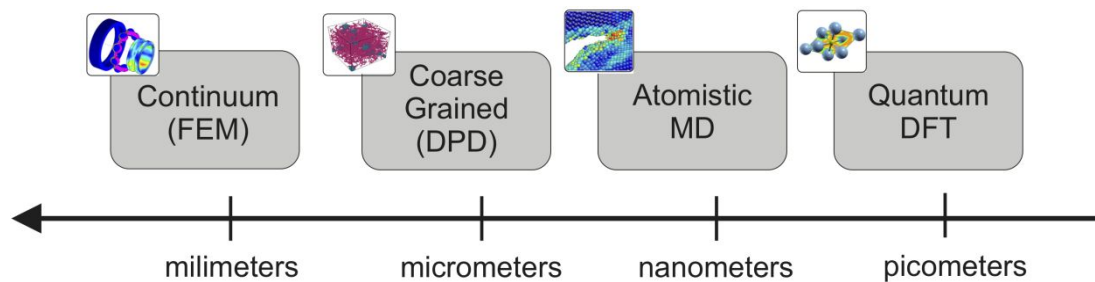 Continuum
(FEM)
Coarse
Grained
(DPD)
Atomistic
MD
Quantum
DFT
milimeters
micrometers
nanometers
picometers